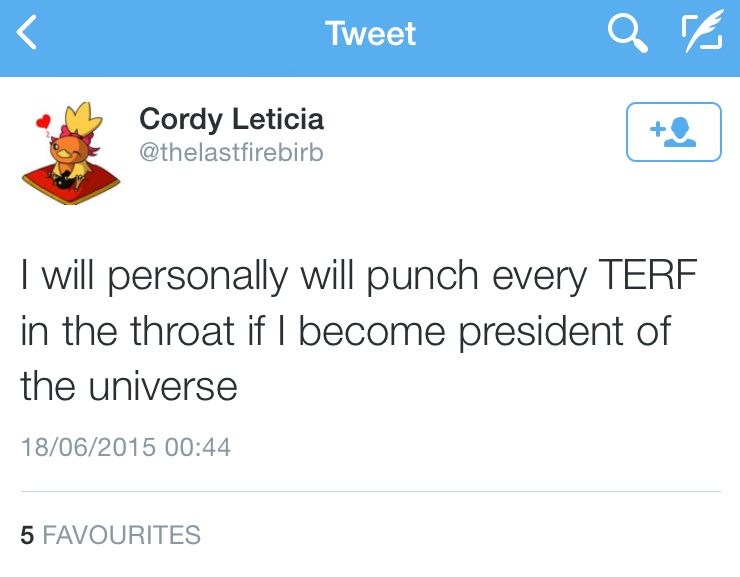 Tweet
Cordy Leticia
@thelastfirebirb
I will personally will punch every TERF
in the throat if I become president of
the universe
18/06/2015 00:44
5 FAVOURITES